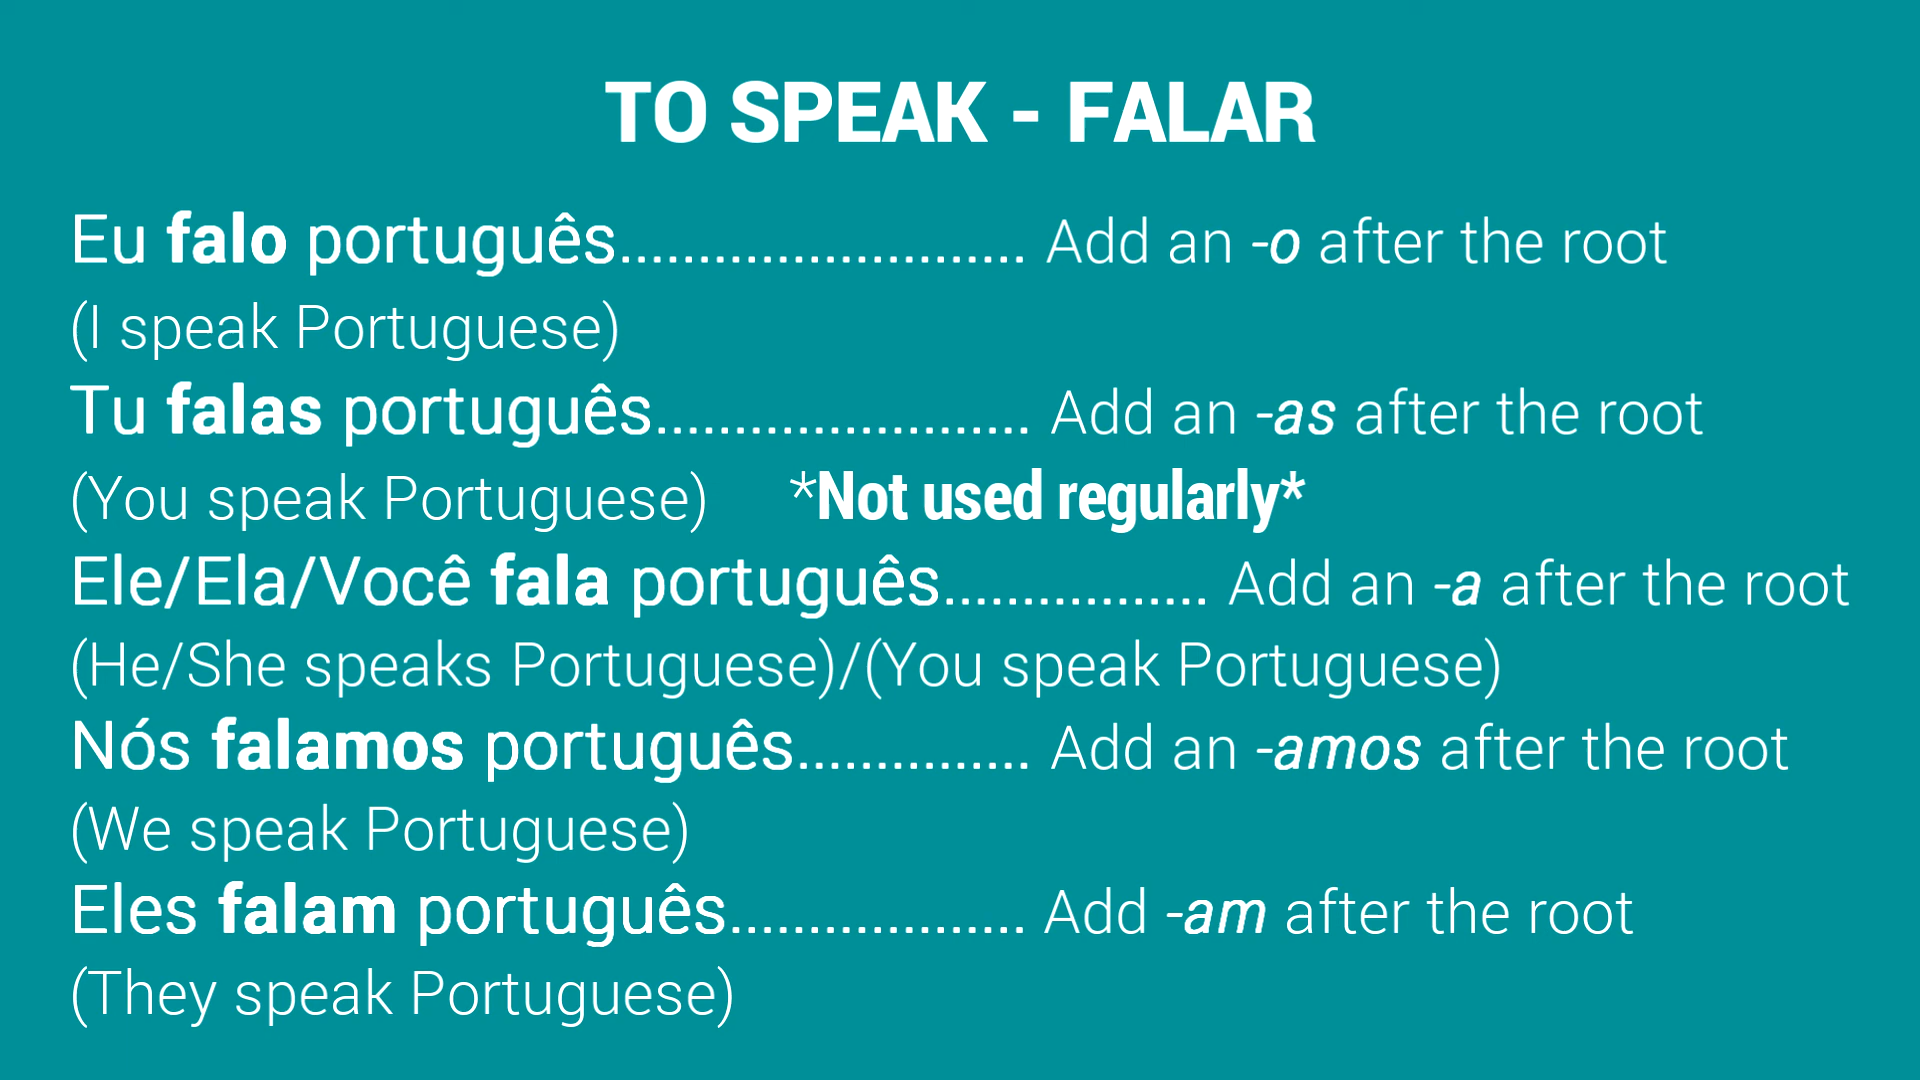 TO SPEAK - FALAR
Eu falo português.......................... Add an -o after the root
(I speak Portuguese)
Tu falas português........................ Add an -as after the root
(You speak Portuguese) *Not used regularly*
Ele/Ela/Você fala português................. Add an -a after the root
(He/She speaks Portuguese)/(You speak Portuguese)
Nós falamos português............... Add an -amos after the root
(We speak Portuguese)
Eles falam português................... Add -am after the root
(They speak Portuguese)